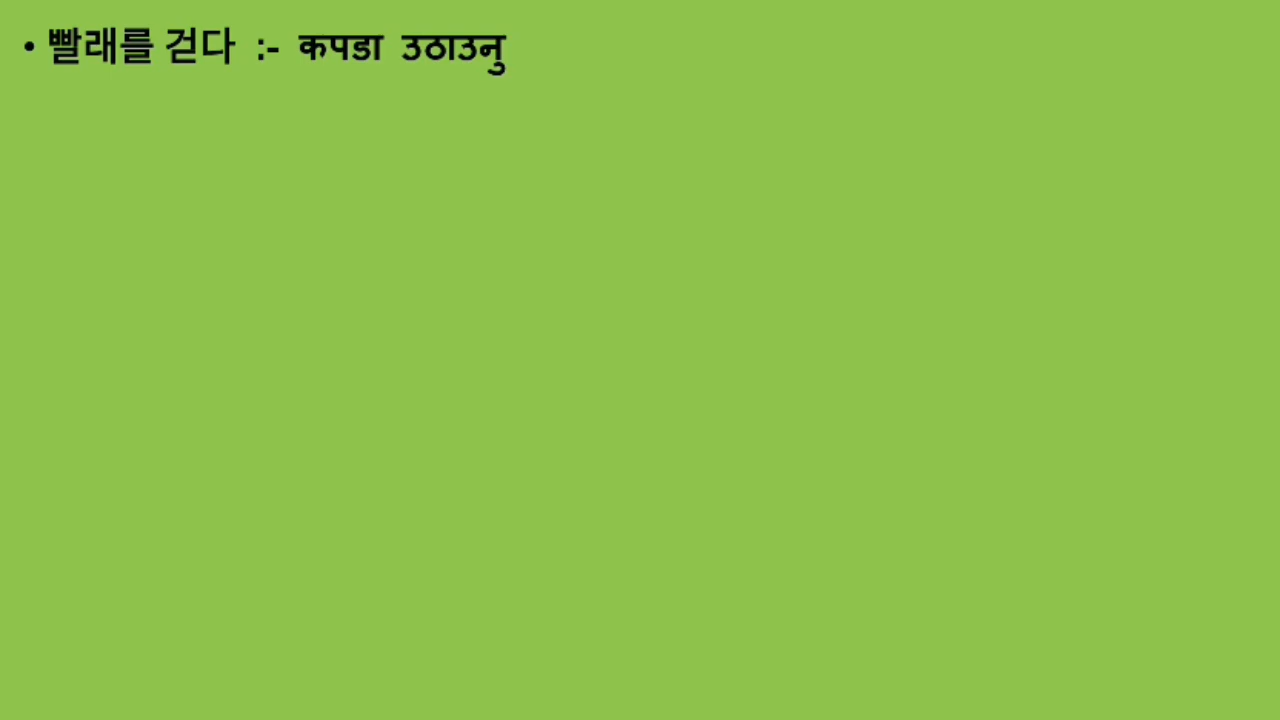 • 빨래를 걷다 :- कपडा उठाउनु